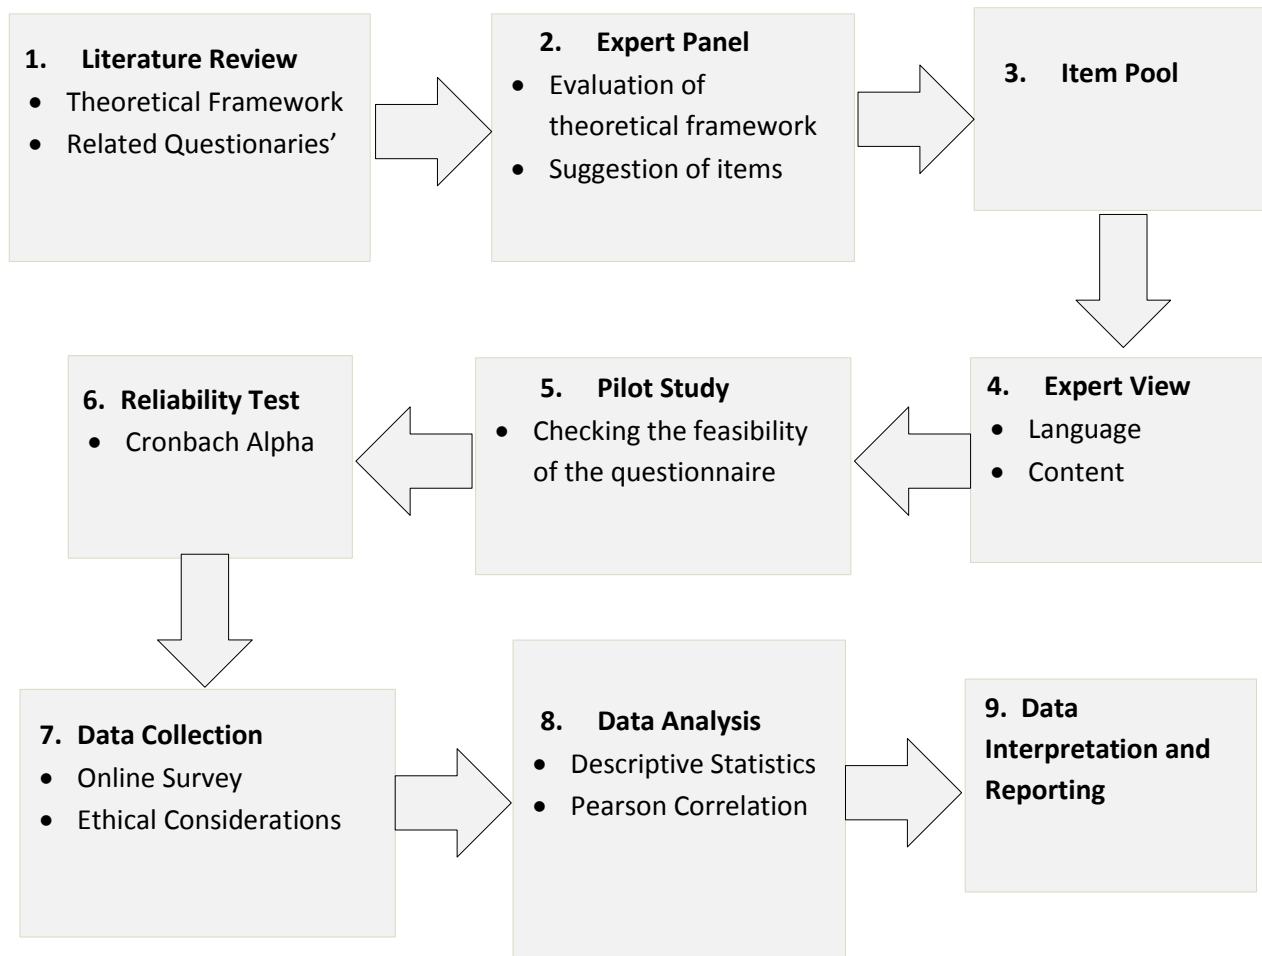 1. Literature Review
• Theoretical Framework
• Related Questionaries’
2. Expert Panel
• Evaluation of
theoretical framework
• Suggestion of items
3. Item Pool
4. Expert View
• Language
• Content
5. Pilot Study
• Checking the feasibility
of the questionnaire
6. Reliability Test
• Cronbach Alpha
7. Data Collection
• Online Survey
• Ethical Considerations
8. Data Analysis
• Descriptive Statistics
• Pearson Correlation
9. Data
Interpretation and
Reporting